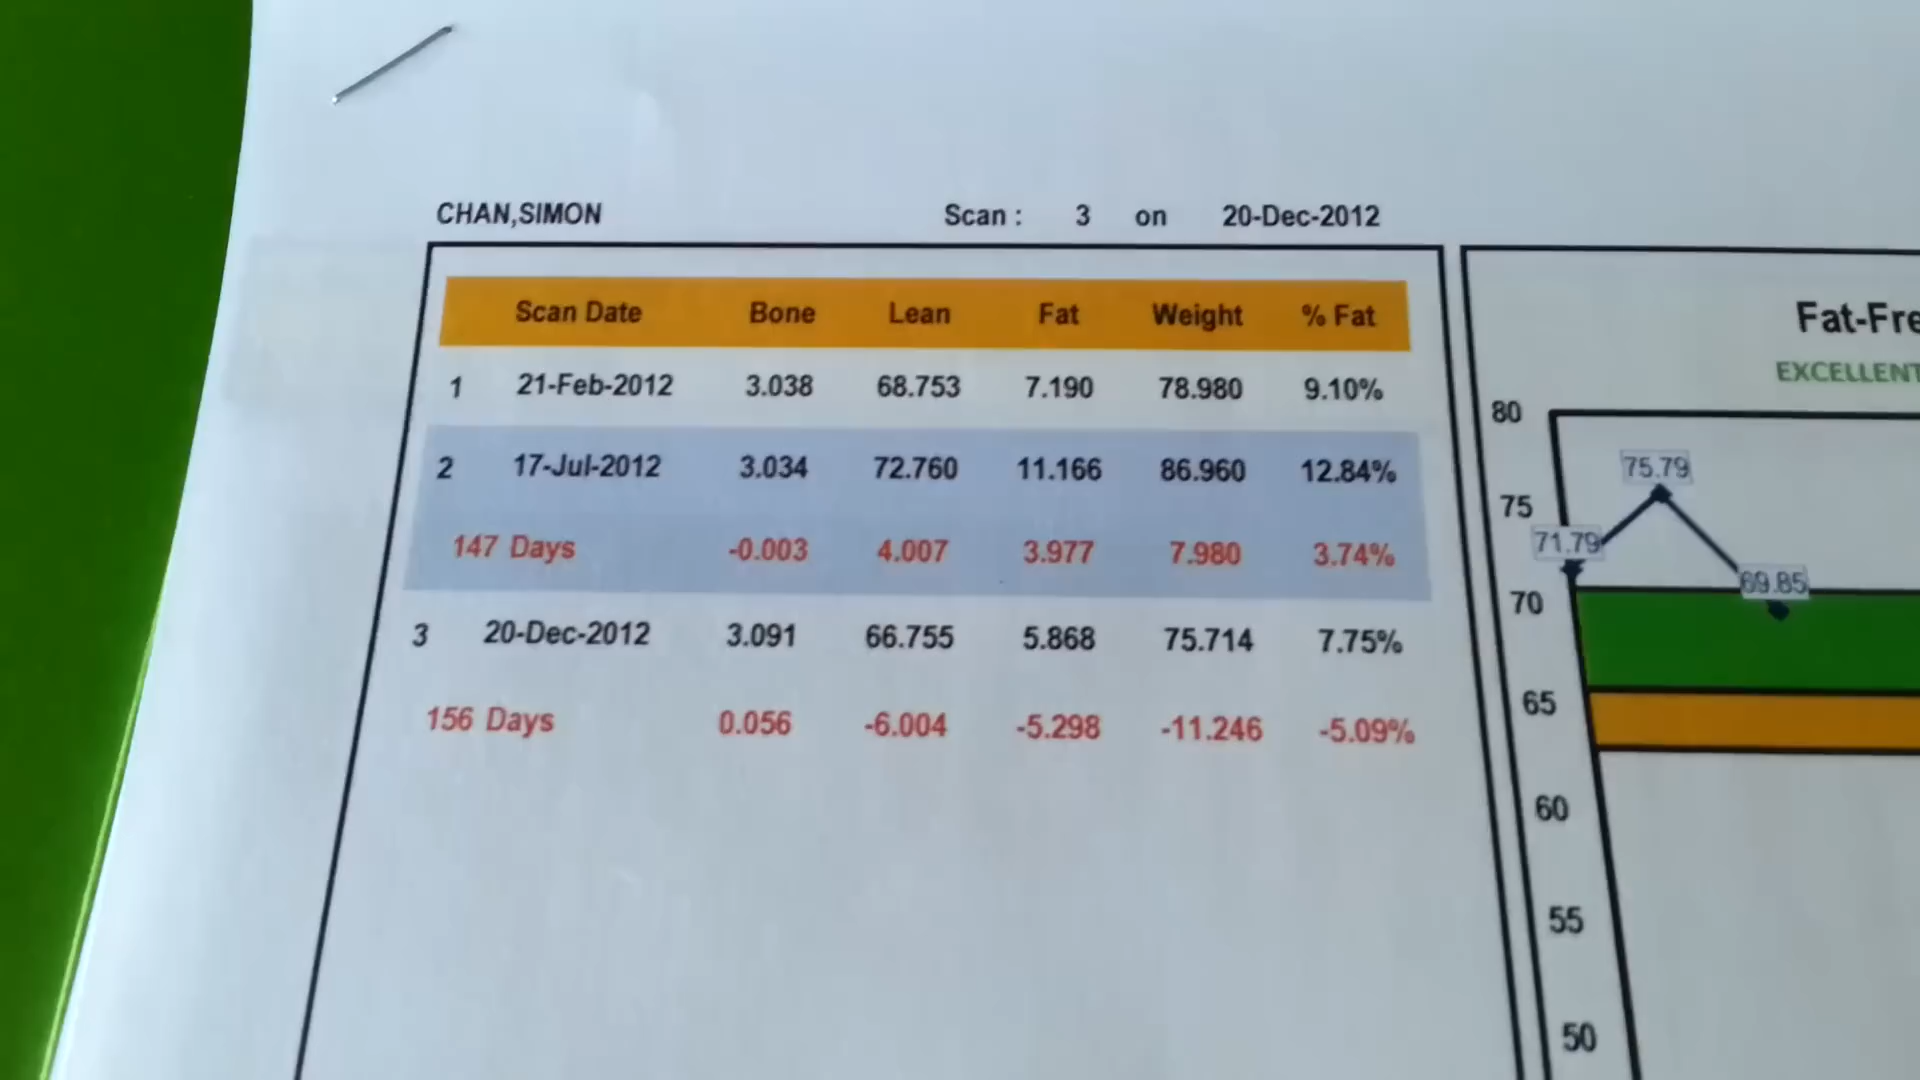 CHAN,SIMON Scan : 3 on 20-Dec-2012
Scan Date Bone Lean Fat Weight % Fat
1 21-Feb-2012 3.038 68.753 7.190 78.980 9.10%
2 17-Jul-2012 3.034 72.760 11.166 86.960 12.84%
147 Days -0.003 4.007 3.977 7.980 3.74%
3 20-Dec-2012 3.091 66.755 5.868 75.714 7.75%
156 Days 0.056 -6.004 -5.298 -11.246 -5.09%
Fat-Fre
EXCELLENT
80
75.79
75
71.79
69.85
70
65
60
55
50